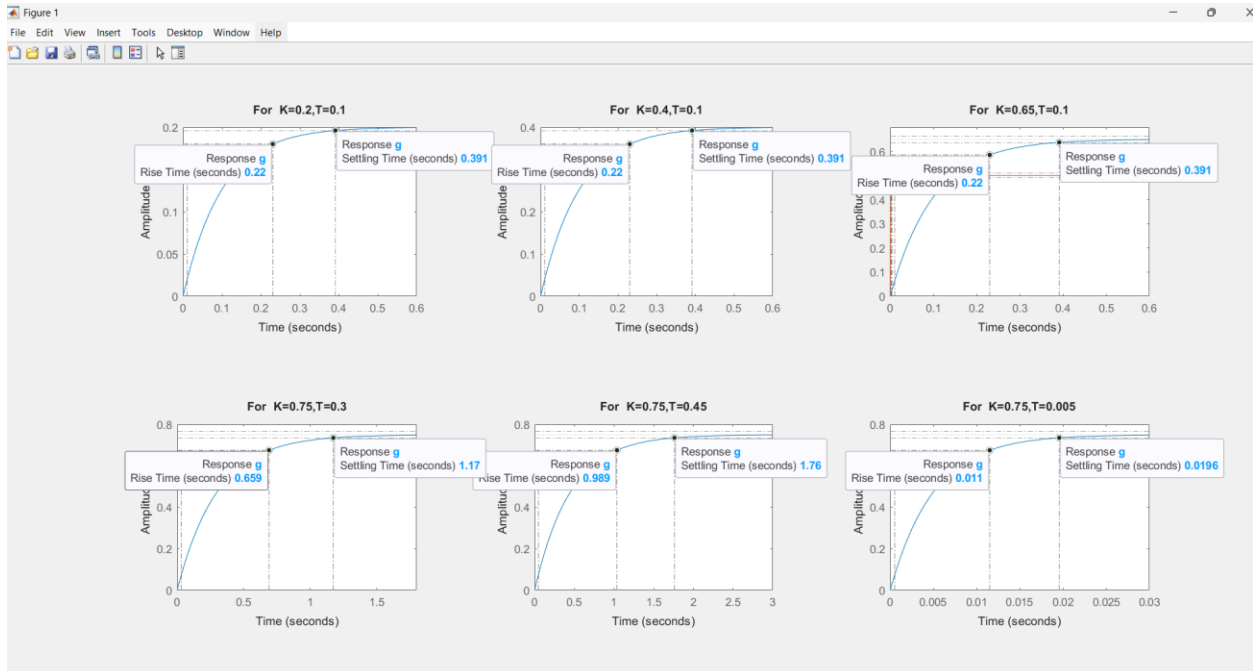 Figure 1
File Edit View Insert Tools Desktop Window Help
For K=0.2,T=0.1
0.2
0.1
0.05
0
0 0.1 0.2 0.3 0.4 0.5 0.6
Amplitude
Time (seconds)
Response g
Rise Time (seconds) 0.22
Response g
Settling Time (seconds) 0.391
For K=0.4,T=0.1
0.4
0.2
0.1
0
0 0.1 0.2 0.3 0.4 0.5 0.6
Amplitude
Time (seconds)
Response g
Rise Time (seconds) 0.22
Response g
Settling Time (seconds) 0.391
For K=0.65,T=0.1
0.6
0.4
0.3
0.2
0.1
0
0 0.1 0.2 0.3 0.4 0.5 0.6
Amplitude
Time (seconds)
Response g
Rise Time (seconds) 0.22
Response g
Settling Time (seconds) 0.391
For K=0.75,T=0.3
0.8
0.4
0.2
0
0 0.5 1 1.5
Amplitud
Time (seconds)
Response g
Rise Time (seconds) 0.659
Response g
Settling Time (seconds) 1.17
For K=0.75,T=0.45
0.8
0.4
0.2
0
0 0.5 1 1.5 2 2.5 3
Amplitu
Time (seconds)
Response g
Rise Time (seconds) 0.989
Response g
Settling Time (seconds) 1.76
For K=0.75,T=0.005
0.8
0.4
0.2
0
0 0.005 0.01 0.015 0.02 0.025 0.03
Amplitu
Time (seconds)
Response g
Rise Time (seconds) 0.011
Response g
Settling Time (seconds) 0.0196